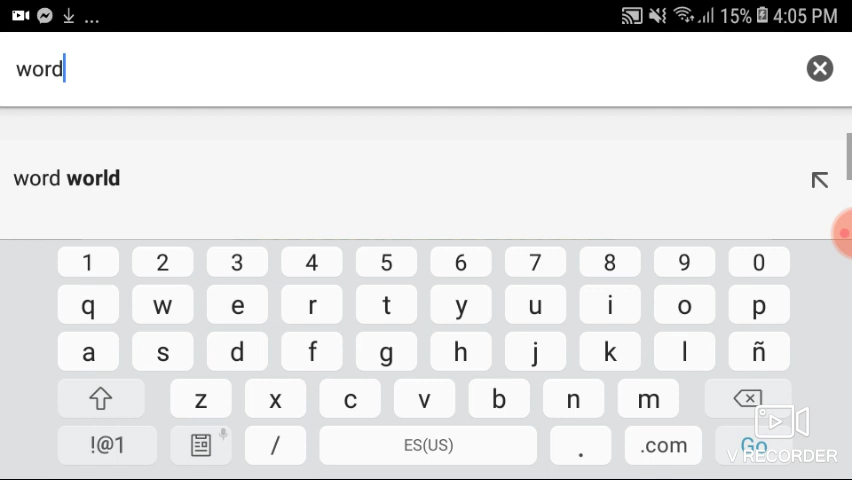 ... 15% 4:05 PM
word
word world
1 2 3 4 5 6 7 8 9 0
q w e r t y u i o p
a s d f g h j k l ñ
z x c v b n m
!@1 / ES(US) . .com Go
V RECORDER